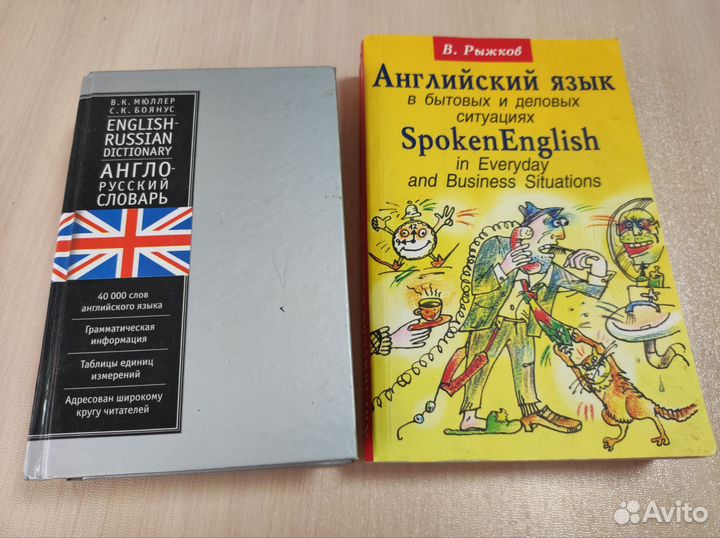 В.К. МЮЛЛЕР
С.К. БОЯНУС
ENGLISH-
RUSSIAN
DICTIONARY
АНГЛО-
РУССКИЙ
СЛОВАРЬ
40 000 слов
английского языка
Грамматическая
информация
Таблицы единиц
измерений
Адресован широкому
кругу читателей
В. Рыжков
Английский язык
в бытовых и деловых
ситуациях
SpokenEnglish
in Everyday
and Business Situations
Avito